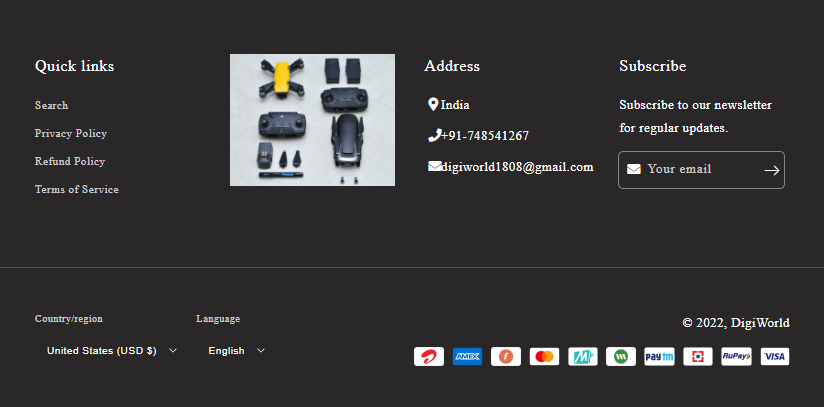 Quick links
Search
Privacy Policy
Refund Policy
Terms of Service
Address
India
+91-748541267
digiworld1808@gmail.com
Subscribe
Subscribe to our newsletter
for regular updates.
Your email
Country/region
United States (USD $)
Language
English
© 2022, DigiWorld
AMEX
paytm
RuPay
VISA